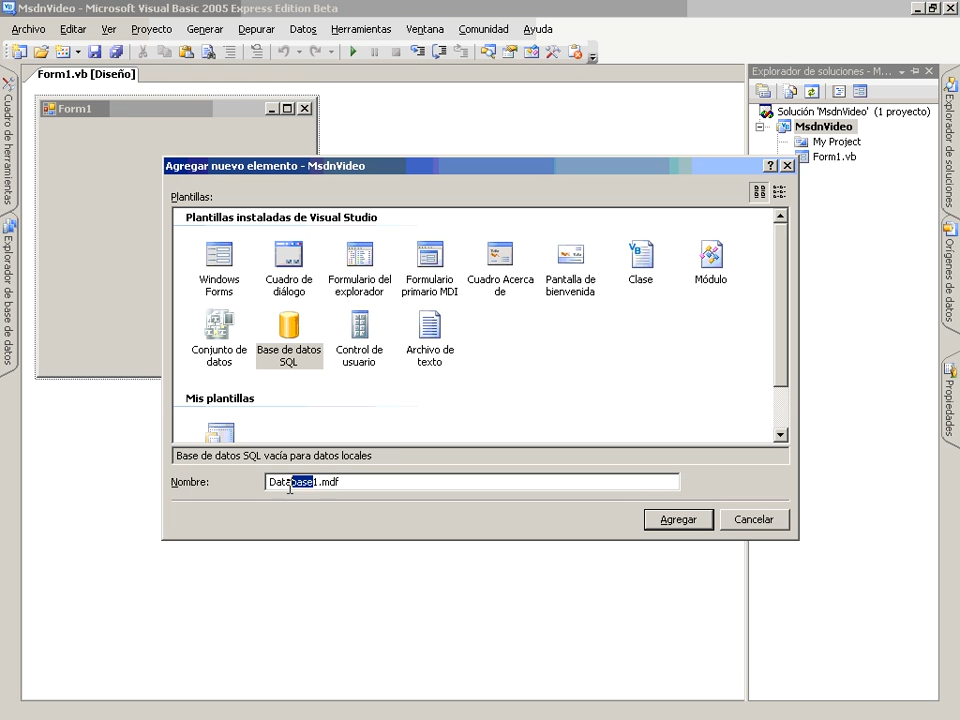 MsdnVideo - Microsoft Visual Basic 2005 Express Edition Beta
Archivo Editar Ver Proyecto Generar Depurar Datos Herramientas Ventana Comunidad Ayuda
Form1.vb [Diseño]
Explorador de soluciones - M...
Form1
Solución 'MsdnVideo' (1 proyecto)
MsdnVideo
My Project
Form1.vb
Cuadro de herramientas
Explorador de base de datos
Explorador de soluciones
Orígenes de datos
Propiedades
Agregar nuevo elemento - MsdnVideo
Plantillas:
Plantillas instaladas de Visual Studio
Windows Forms
Cuadro de diálogo
Formulario del explorador
Formulario primario MDI
Cuadro Acerca de
Pantalla de bienvenida
Clase
Módulo
Conjunto de datos
Base de datos SQL
Control de usuario
Archivo de texto
Mis plantillas
Base de datos SQL vacía para datos locales
Nombre: Database1.mdf
Agregar Cancelar